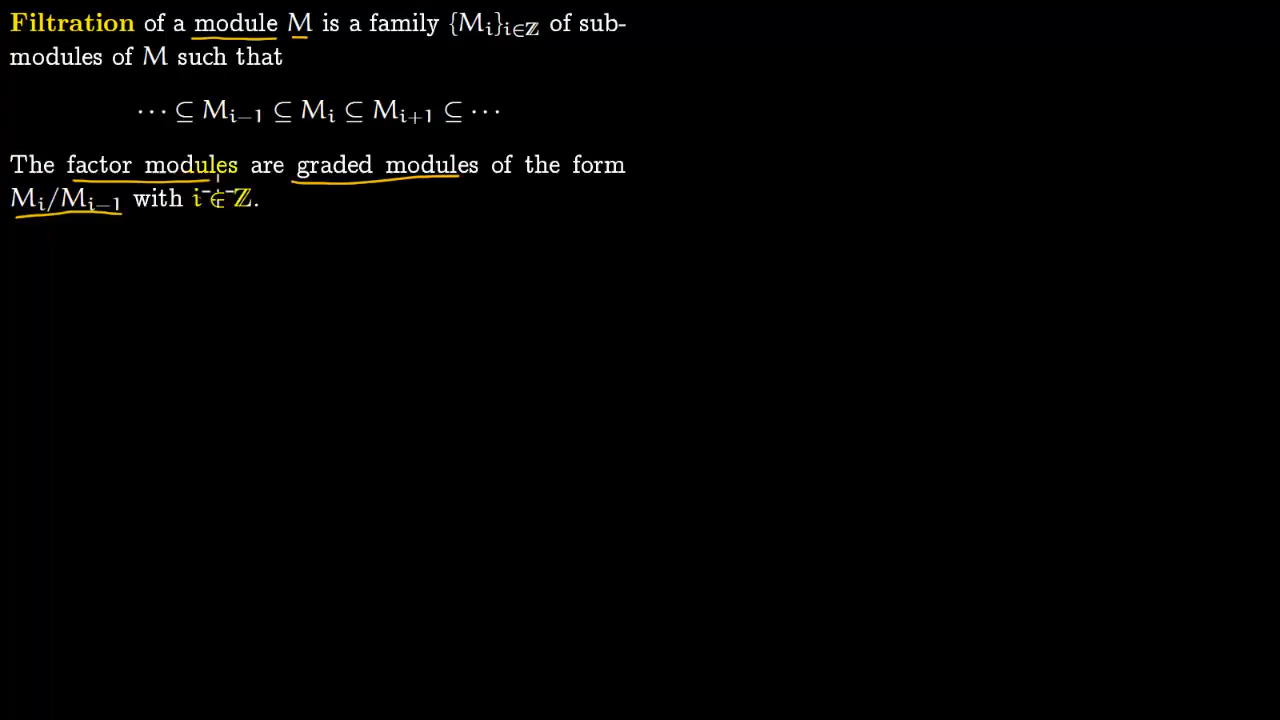 Filtration of a module M is a family {M_i}_{i∈ℤ} of sub-
modules of M such that
⋯ ⊆ M_{i−1} ⊆ M_i ⊆ M_{i+1} ⊆ ⋯
The factor modules are graded modules of the form
M_i/M_{i−1} with i ∈ ℤ.